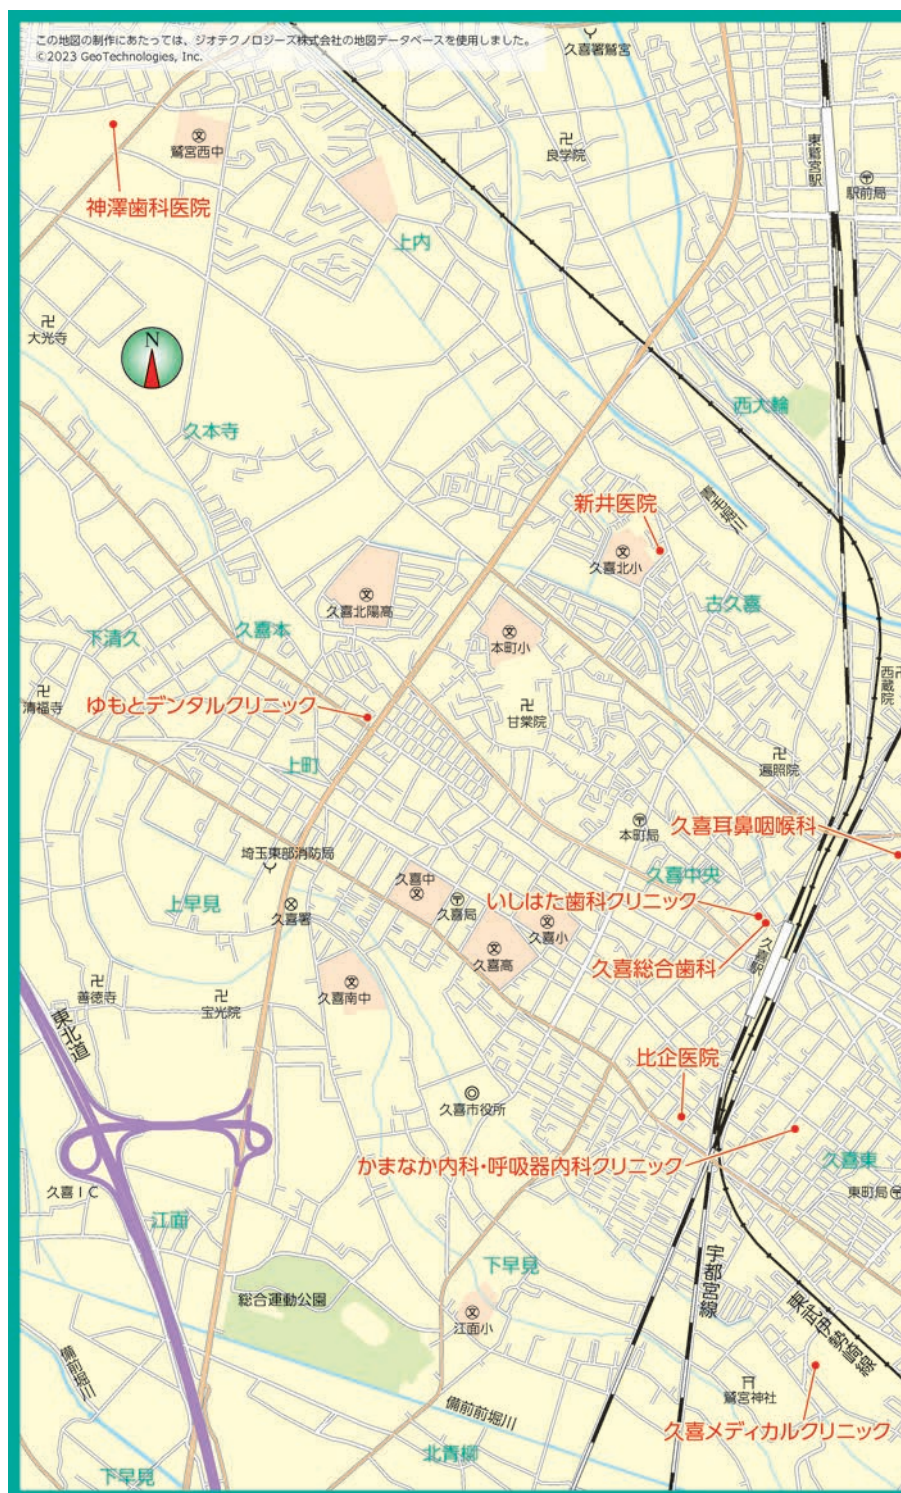 この地図の制作にあたっては、ジオテクノロジーズ株式会社の地図データベースを使用しました。
©2023 GeoTechnologies, Inc.
久喜署鷲宮
鷲宮西中
良学院
東鷲宮駅
駅前局
神澤歯科医院
上内
大光寺
N
西大輪
久本寺
新井医院
青毛堀川
久喜北小
久喜北陽高
古久喜
下清久
久喜本
本町小
西蔵院
清福寺
ゆもとデンタルクリニック
甘棠院
上町
遍照院
本町局
久喜耳鼻咽喉科
埼玉東部消防局
久喜中
久喜中央
上早見
久喜署
久喜局
いしはた歯科クリニック
久喜小
久喜高
久喜総合歯科
久喜駅
善徳寺
宝光院
久喜南中
東北道
比企医院
久喜市役所
かまなか内科・呼吸器内科クリニック
久喜東
久喜IC
東町局
江面
下早見
宇都宮線
総合運動公園
江面小
東武伊勢崎線
備前堀川
鷲宮神社
備前前堀川
久喜メディカルクリニック
北青柳
下早見